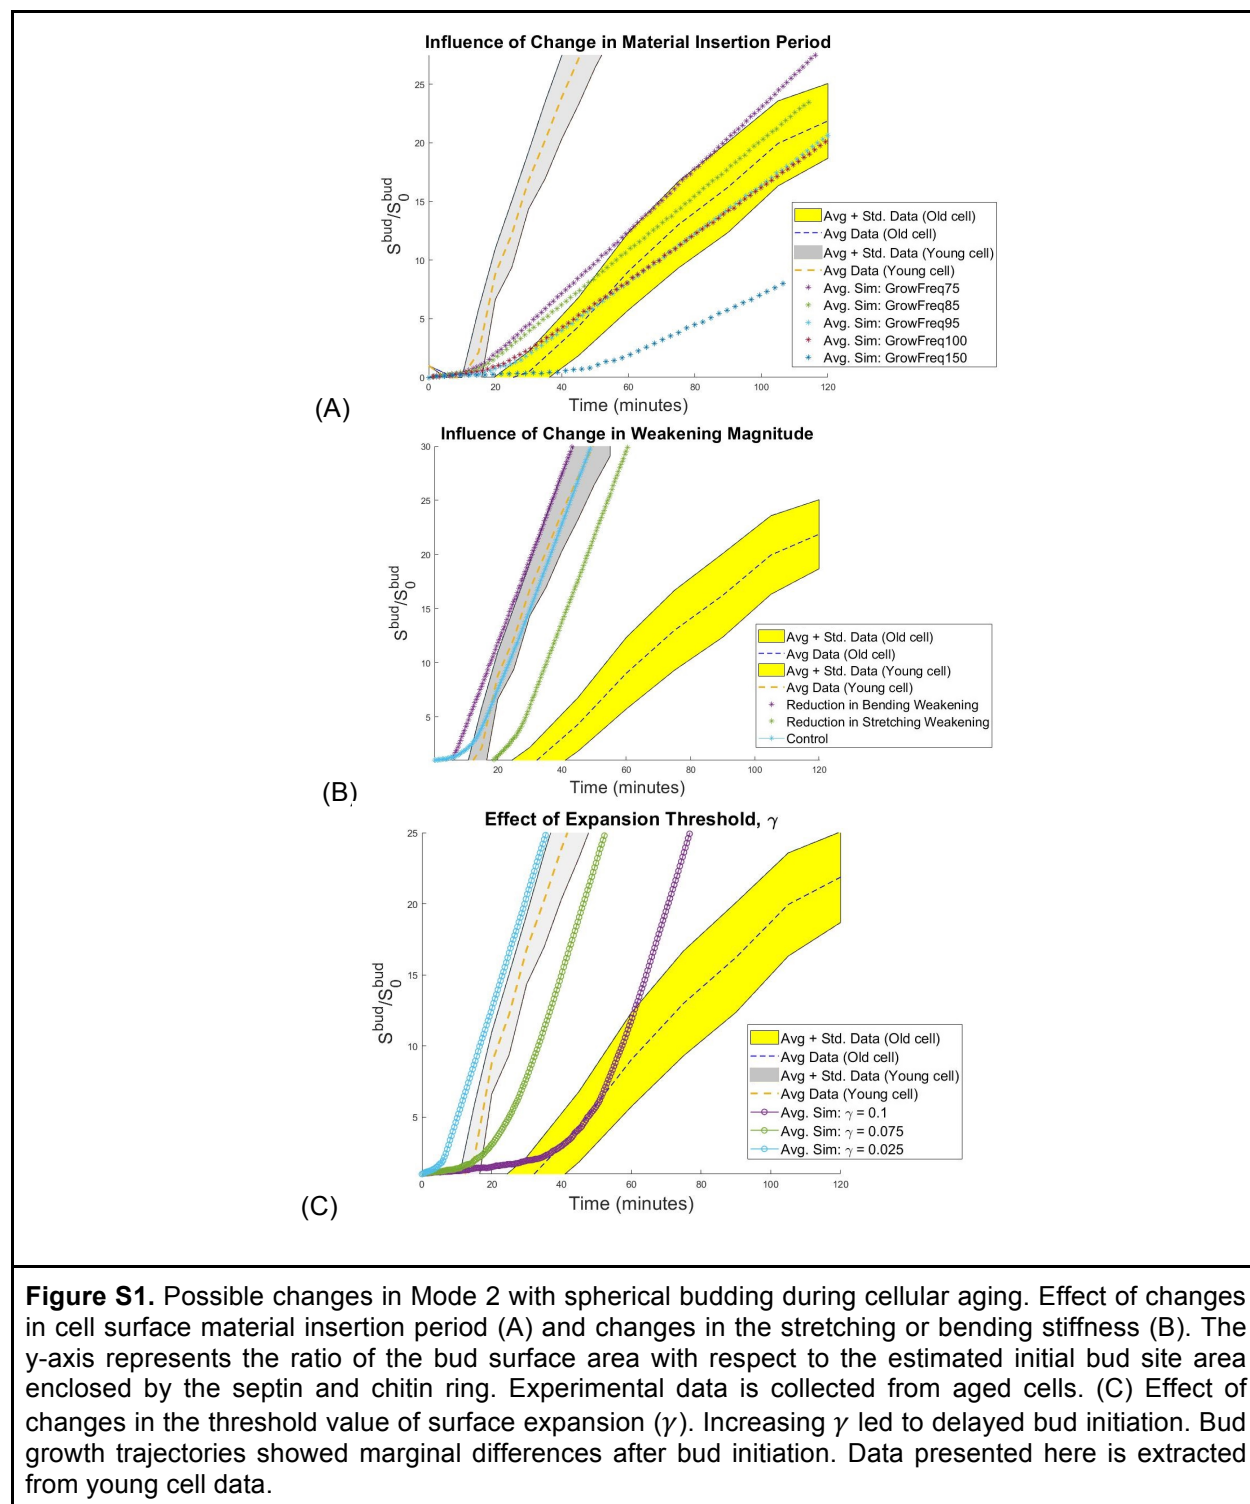 Influence of Change in Material Insertion Period
25
20
15
10
5
0
S^bud/S_0^bud
0 20 40 60 80 100 120
Time (minutes)
Avg + Std. Data (Old cell)
Avg Data (Old cell)
Avg + Std. Data (Young cell)
Avg Data (Young cell)
Avg. Sim: GrowFreq75
Avg. Sim: GrowFreq85
Avg. Sim: GrowFreq95
Avg. Sim: GrowFreq100
Avg. Sim: GrowFreq150
(A)
Influence of Change in Weakening Magnitude
30
25
20
15
10
5
S^bud/S_0^bud
20 40 60 80 100 120
Time (minutes)
Avg + Std. Data (Old cell)
Avg Data (Old cell)
Avg + Std. Data (Young cell)
Avg Data (Young cell)
Reduction in Bending Weakening
Reduction in Stretching Weakening
Control
(B)
Effect of Expansion Threshold, γ
25
20
15
10
5
S^bud/S_0^bud
0 20 40 60 80 100 120
Time (minutes)
Avg + Std. Data (Old cell)
Avg Data (Old cell)
Avg + Std. Data (Young cell)
Avg Data (Young cell)
Avg. Sim: γ = 0.1
Avg. Sim: γ = 0.075
Avg. Sim: γ = 0.025
(C)
Figure S1. Possible changes in Mode 2 with spherical budding during cellular aging. Effect of changes
in cell surface material insertion period (A) and changes in the stretching or bending stiffness (B). The
y-axis represents the ratio of the bud surface area with respect to the estimated initial bud site area
enclosed by the septin and chitin ring. Experimental data is collected from aged cells. (C) Effect of
changes in the threshold value of surface expansion (γ). Increasing γ led to delayed bud initiation. Bud
growth trajectories showed marginal differences after bud initiation. Data presented here is extracted
from young cell data.